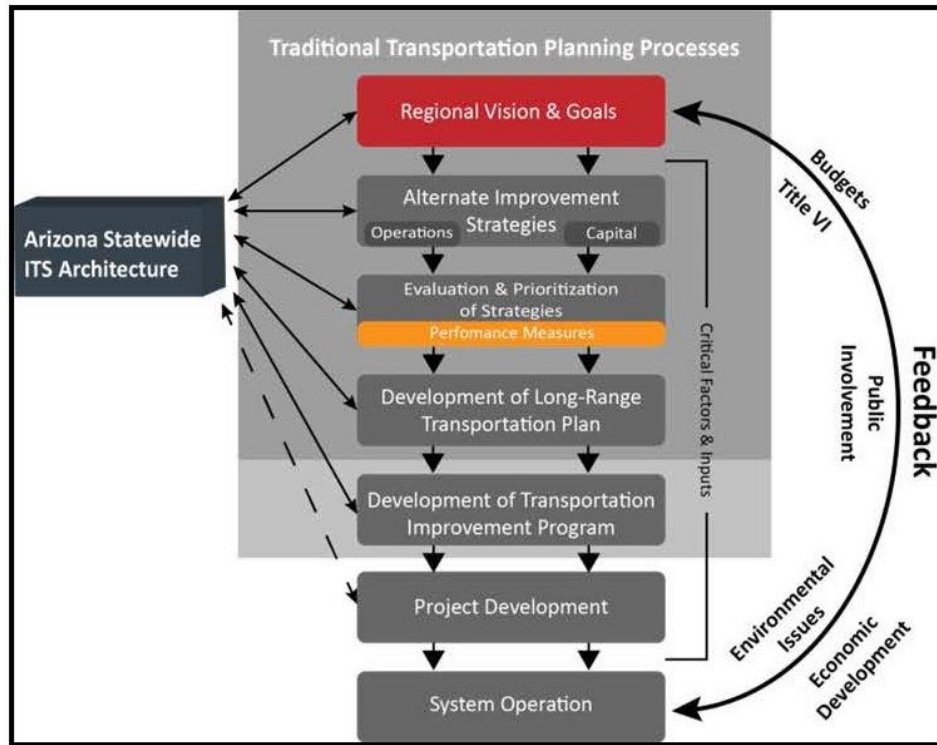 Traditional Transportation Planning Processes
Regional Vision & Goals
Alternate Improvement
Strategies
Operations
Capital
Evaluation & Prioritization
of Strategies
Perfomance Measures
Development of Long-Range
Transportation Plan
Development of Transportation
Improvement Program
Project Development
System Operation
Arizona Statewide
ITS Architecture
Critical Factors & Inputs
Budgets
Title VI
Public
Involvement
Environmental
Issues
Economic
Development
Feedback